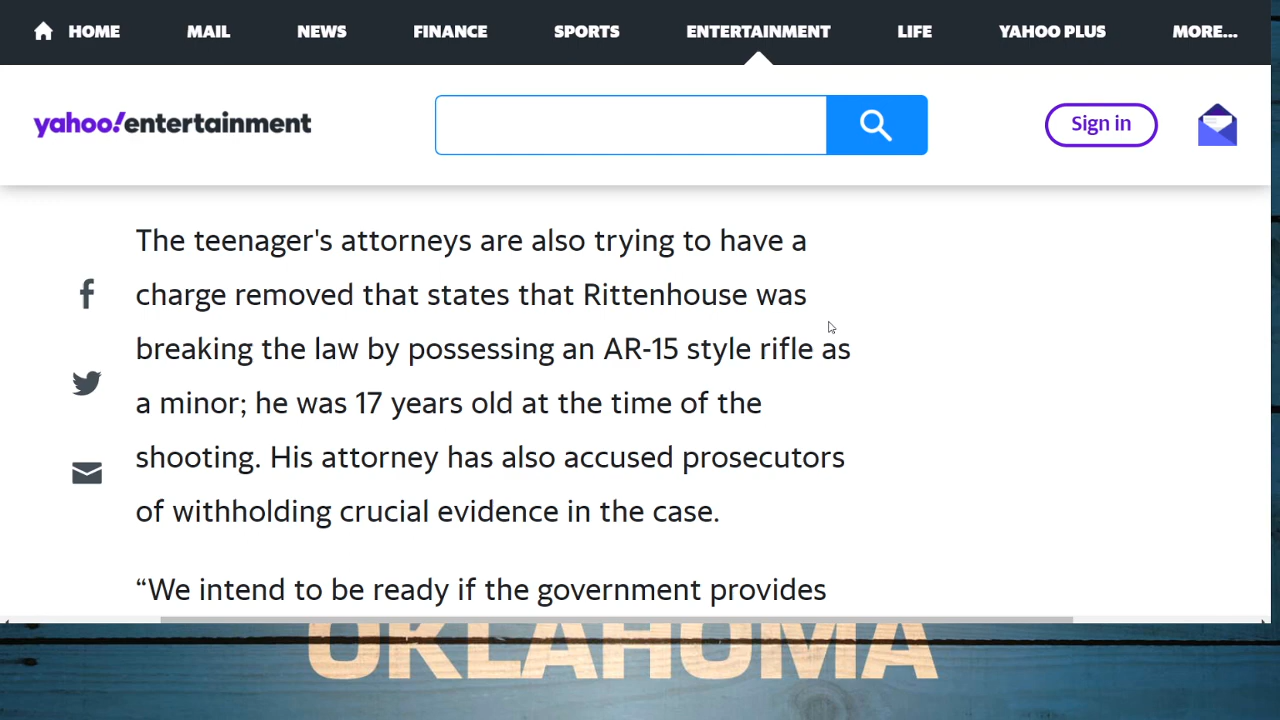 HOME MAIL NEWS FINANCE SPORTS ENTERTAINMENT LIFE YAHOO PLUS MORE...
yahoo!entertainment
Sign in
The teenager's attorneys are also trying to have a
charge removed that states that Rittenhouse was
breaking the law by possessing an AR-15 style rifle as
a minor; he was 17 years old at the time of the
shooting. His attorney has also accused prosecutors
of withholding crucial evidence in the case.
“We intend to be ready if the government provides
OKLAHOMA